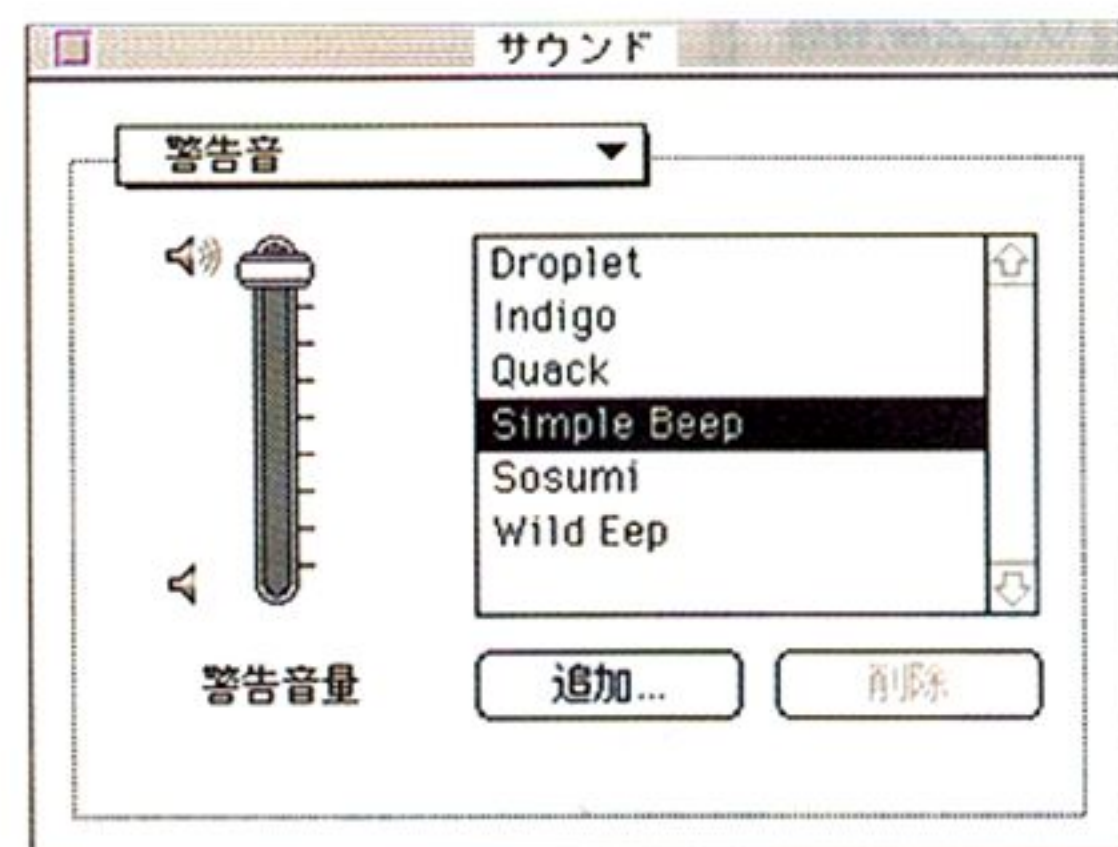 サウンド
警告音
Droplet
Indigo
Quack
Simple Beep
Sosumi
Wild Eep
警告音量
追加...
削除